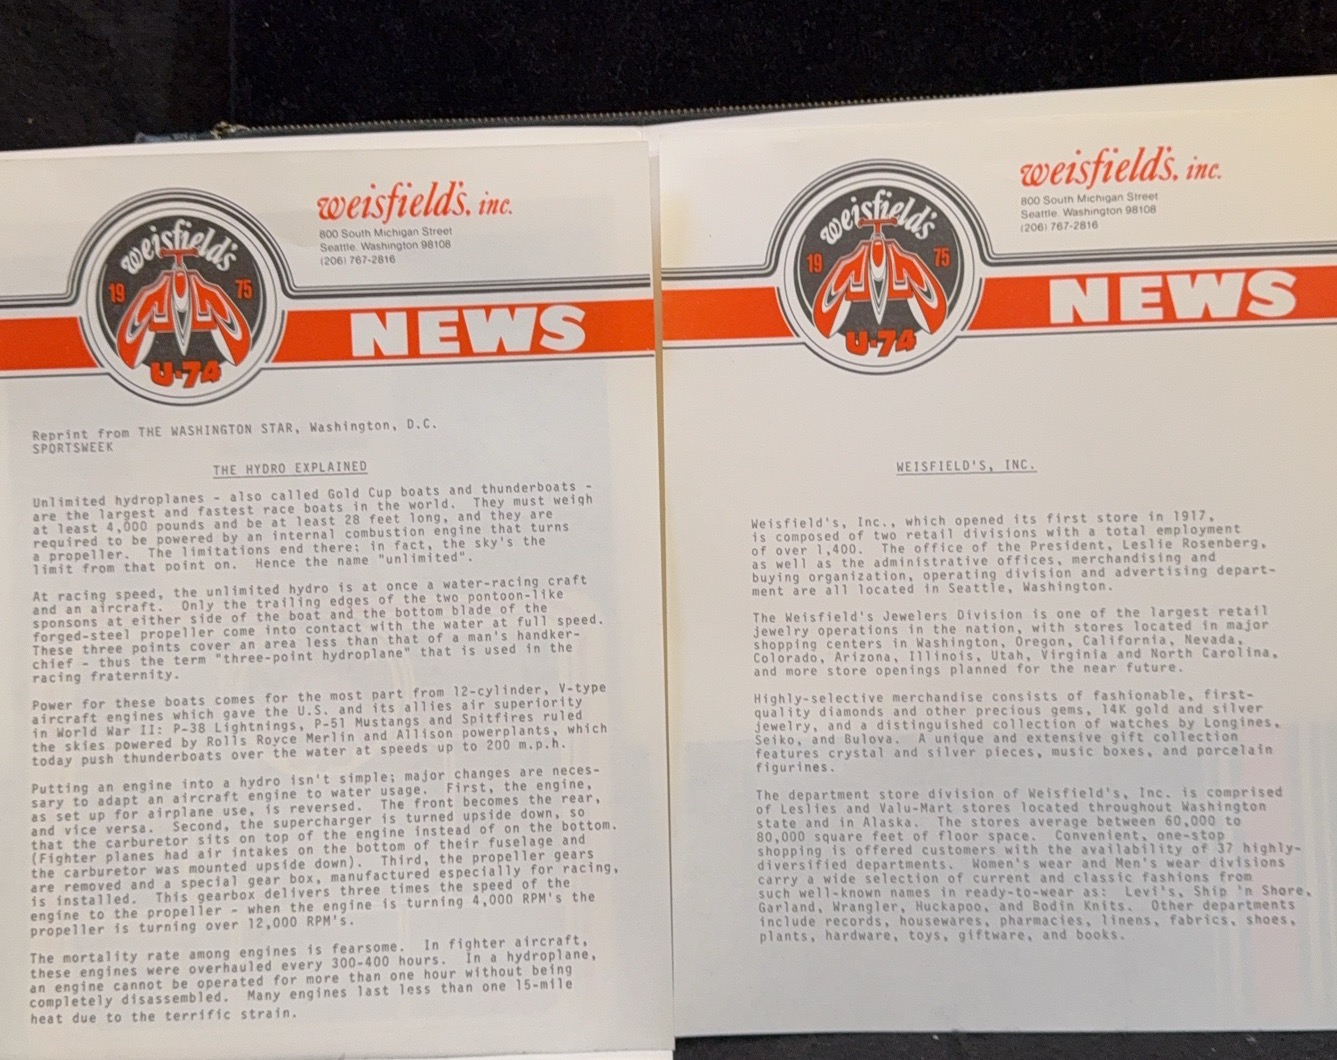 weisfield's, inc.
800 South Michigan Street
Seattle, Washington 98108
(206) 767-2816
weisfield's
19 75
U-74
NEWS
Reprint from THE WASHINGTON STAR, Washington, D.C.
SPORTSWEEK
THE HYDRO EXPLAINED
Unlimited hydroplanes - also called Gold Cup boats and thunderboats -
are the largest and fastest race boats in the world. They must weigh
at least 4,000 pounds and be at least 28 feet long, and they are
required to be powered by an internal combustion engine that turns
a propeller. The limitations end there; in fact, the sky's the
limit from that point on. Hence the name "unlimited".
At racing speed, the unlimited hydro is at once a water-racing craft
and an aircraft. Only the trailing edges of the two pontoon-like
sponsons at either side of the boat and the bottom blade of the
forged-steel propeller come into contact with the water at full speed.
These three points cover an area less than that of a man's handker-
chief - thus the term "three-point hydroplane" that is used in the
racing fraternity.
Power for these boats comes for the most part from 12-cylinder, V-type
aircraft engines which gave the U.S. and its allies air superiority
in World War II: P-38 Lightnings, P-51 Mustangs and Spitfires ruled
the skies powered by Rolls Royce Merlin and Allison powerplants, which
today push thunderboats over the water at speeds up to 200 m.p.h.
Putting an engine into a hydro isn't simple; major changes are neces-
sary to adapt an aircraft engine to water usage. First, the engine,
as set up for airplane use, is reversed. The front becomes the rear,
and vice versa. Second, the supercharger is turned upside down, so
that the carburetor sits on top of the engine instead of on the bottom.
(Fighter planes had air intakes on the bottom of their fuselage and
the carburetor was mounted upside down). Third, the propeller gears
are removed and a special gear box, manufactured especially for racing,
is installed. This gearbox delivers three times the speed of the
engine to the propeller - when the engine is turning 4,000 RPM's the
propeller is turning over 12,000 RPM's.
The mortality rate among engines is fearsome. In fighter aircraft,
these engines were overhauled every 300-400 hours. In a hydroplane,
an engine cannot be operated for more than one hour without being
completely disassembled. Many engines last less than one 15-mile
heat due to the terrific strain.
weisfield's, inc.
800 South Michigan Street
Seattle, Washington 98108
(206) 767-2816
weisfield's
19 75
U-74
NEWS
WEISFIELD'S, INC.
Weisfield's, Inc., which opened its first store in 1917,
is composed of two retail divisions with a total employment
of over 1,400. The office of the President, Leslie Rosenberg,
as well as the administrative offices, merchandising and
buying organization, operating division and advertising depart-
ment are all located in Seattle, Washington.
The Weisfield's Jewelers Division is one of the largest retail
jewelry operations in the nation, with stores located in major
shopping centers in Washington, Oregon, California, Nevada,
Colorado, Arizona, Illinois, Utah, Virginia and North Carolina,
and more store openings planned for the near future.
Highly-selective merchandise consists of fashionable, first-
quality diamonds and other precious gems, 14K gold and silver
jewelry, and a distinguished collection of watches by Longines,
Seiko, and Bulova. A unique and extensive gift collection
features crystal and silver pieces, music boxes, and porcelain
figurines.
The department store division of Weisfield's, Inc. is comprised
of Leslies and Valu-Mart stores located throughout Washington
state and in Alaska. The stores average between 60,000 to
80,000 square feet of floor space. Convenient, one-stop
shopping is offered customers with the availability of 37 highly-
diversified departments. Women's wear and Men's wear divisions
carry a wide selection of current and classic fashions from
such well-known names in ready-to-wear as: Levi's, Ship 'n Shore,
Garland, Wrangler, Huckapoo, and Bodin Knits. Other departments
include records, housewares, pharmacies, linens, fabrics, shoes,
plants, hardware, toys, giftware, and books.